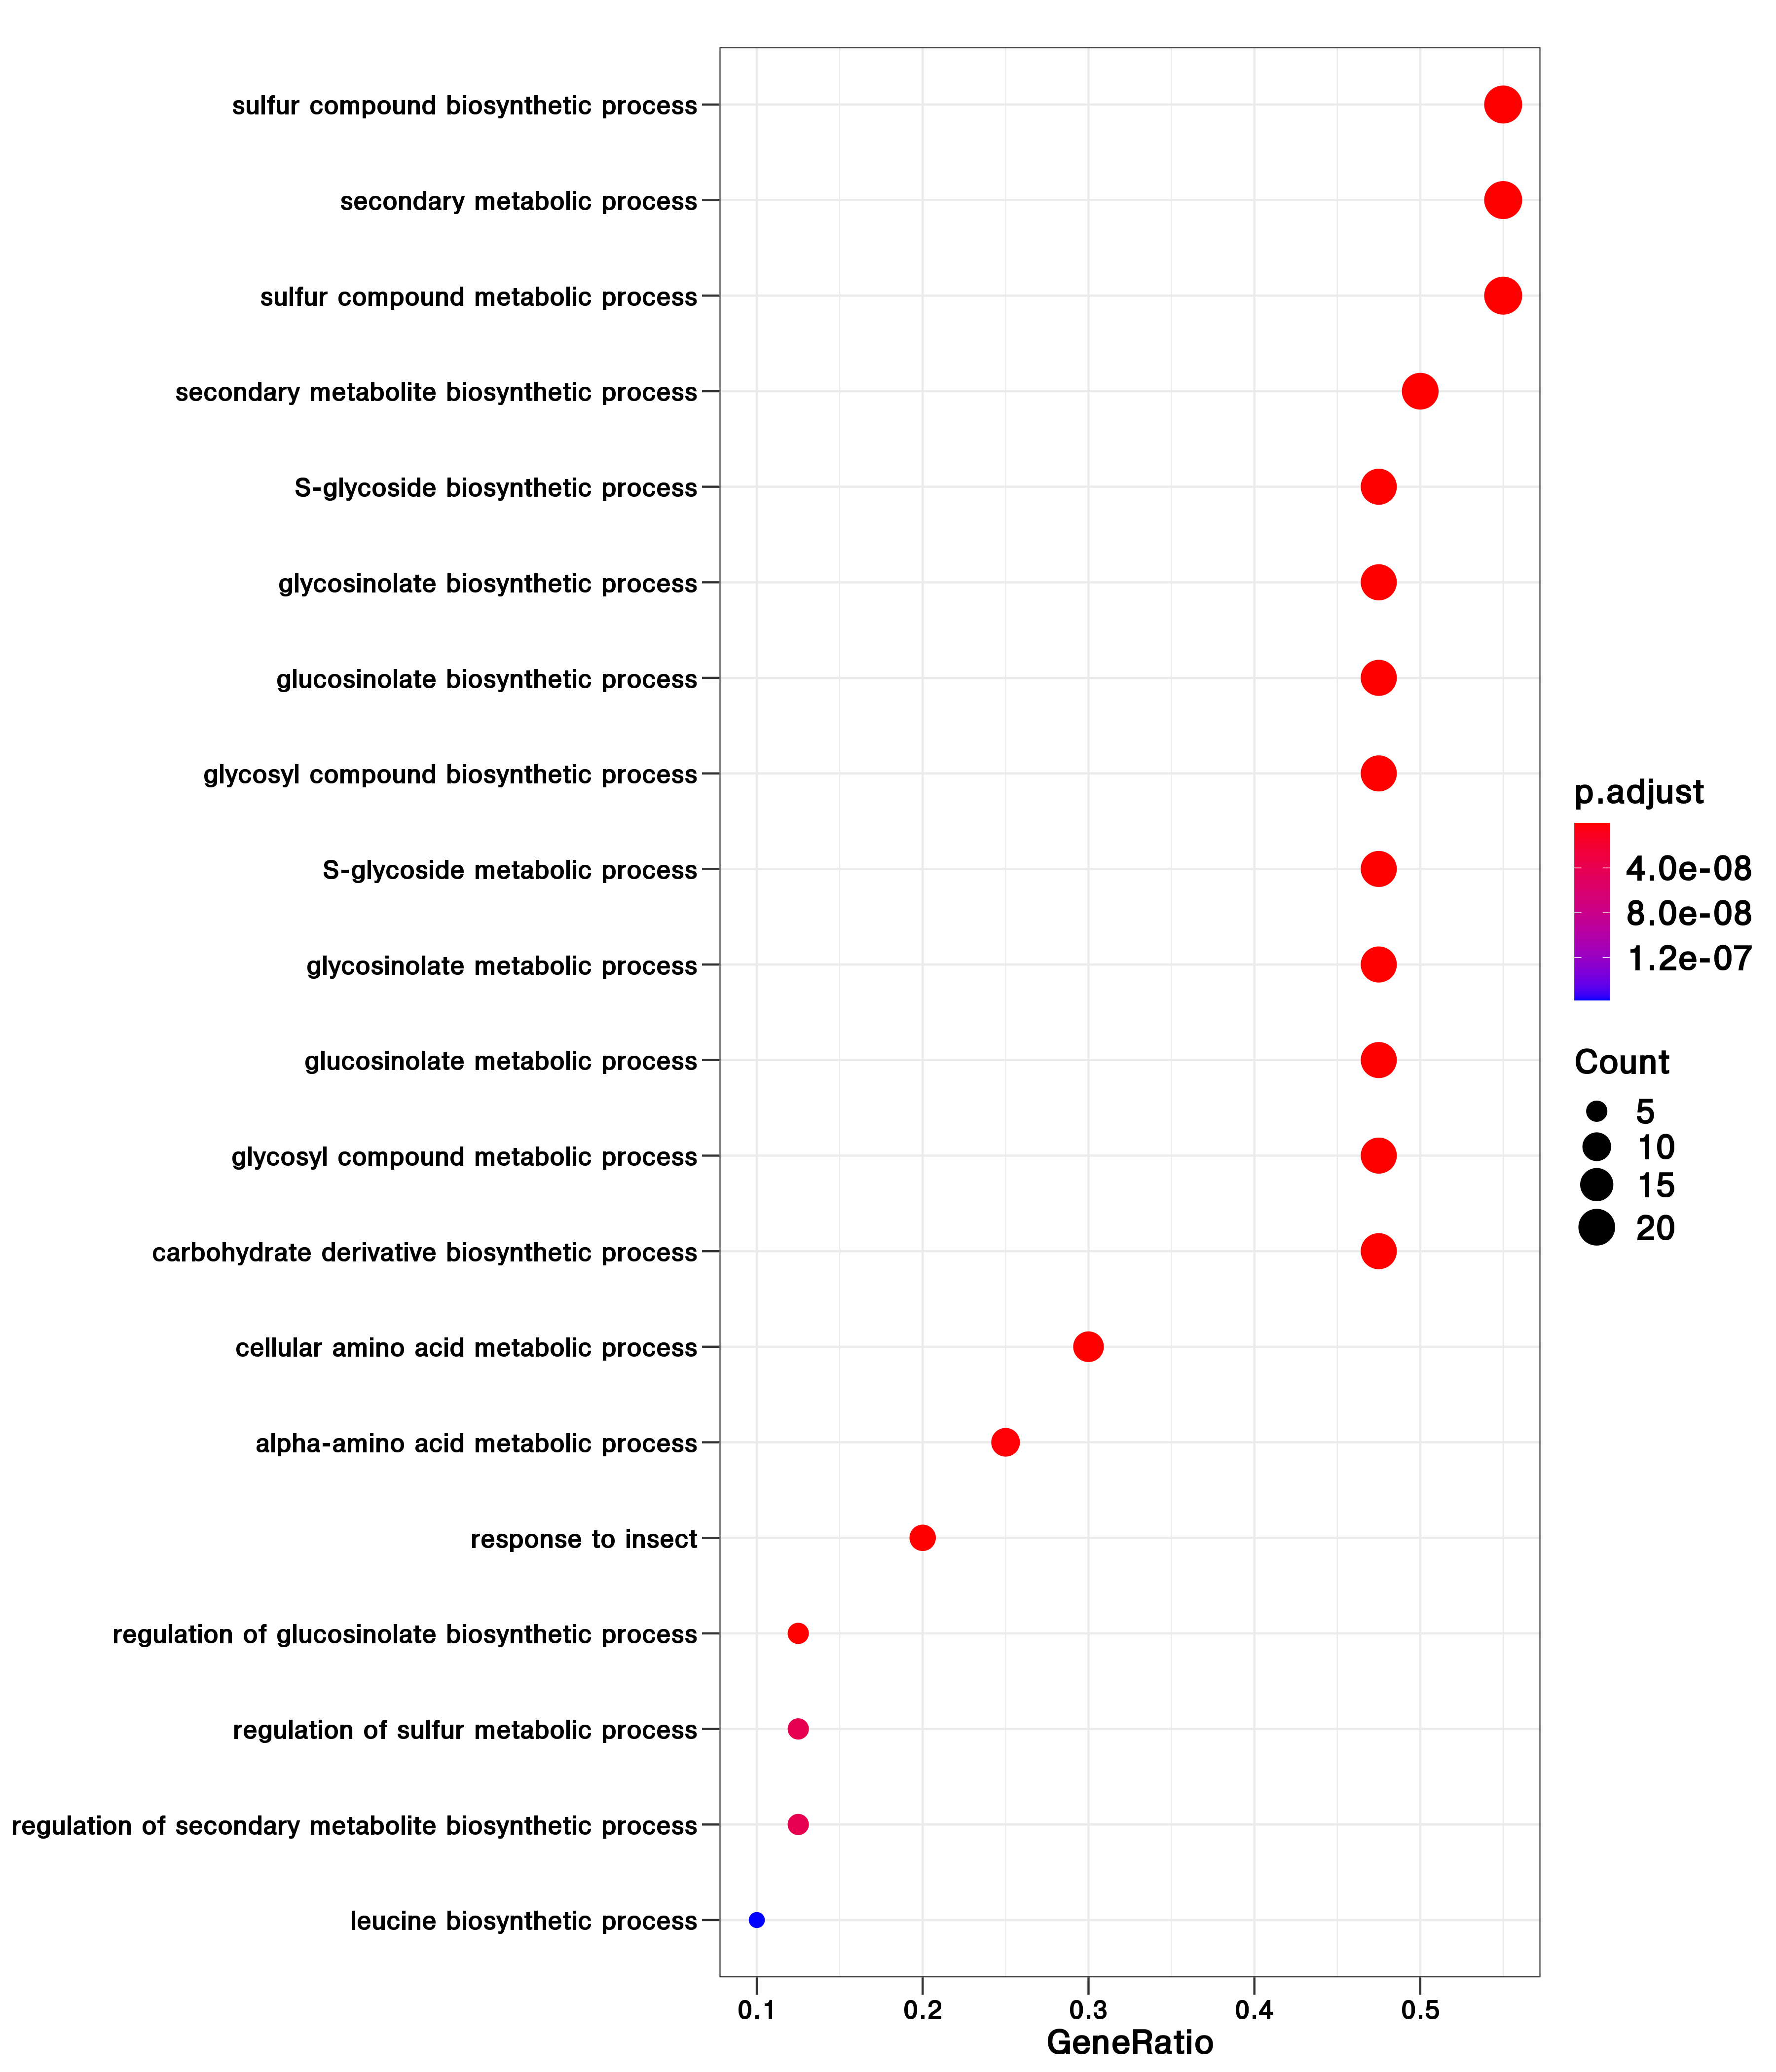 sulfur compound biosynthetic process
secondary metabolic process
sulfur compound metabolic process
secondary metabolite biosynthetic process
S-glycoside biosynthetic process
glycosinolate biosynthetic process
glucosinolate biosynthetic process
glycosyl compound biosynthetic process
S-glycoside metabolic process
glycosinolate metabolic process
glucosinolate metabolic process
glycosyl compound metabolic process
carbohydrate derivative biosynthetic process
cellular amino acid metabolic process
alpha-amino acid metabolic process
response to insect
regulation of glucosinolate biosynthetic process
regulation of sulfur metabolic process
regulation of secondary metabolite biosynthetic process
leucine biosynthetic process
0.1 0.2 0.3 0.4 0.5
GeneRatio
p.adjust
4.0e-08
8.0e-08
1.2e-07
Count
5
10
15
20